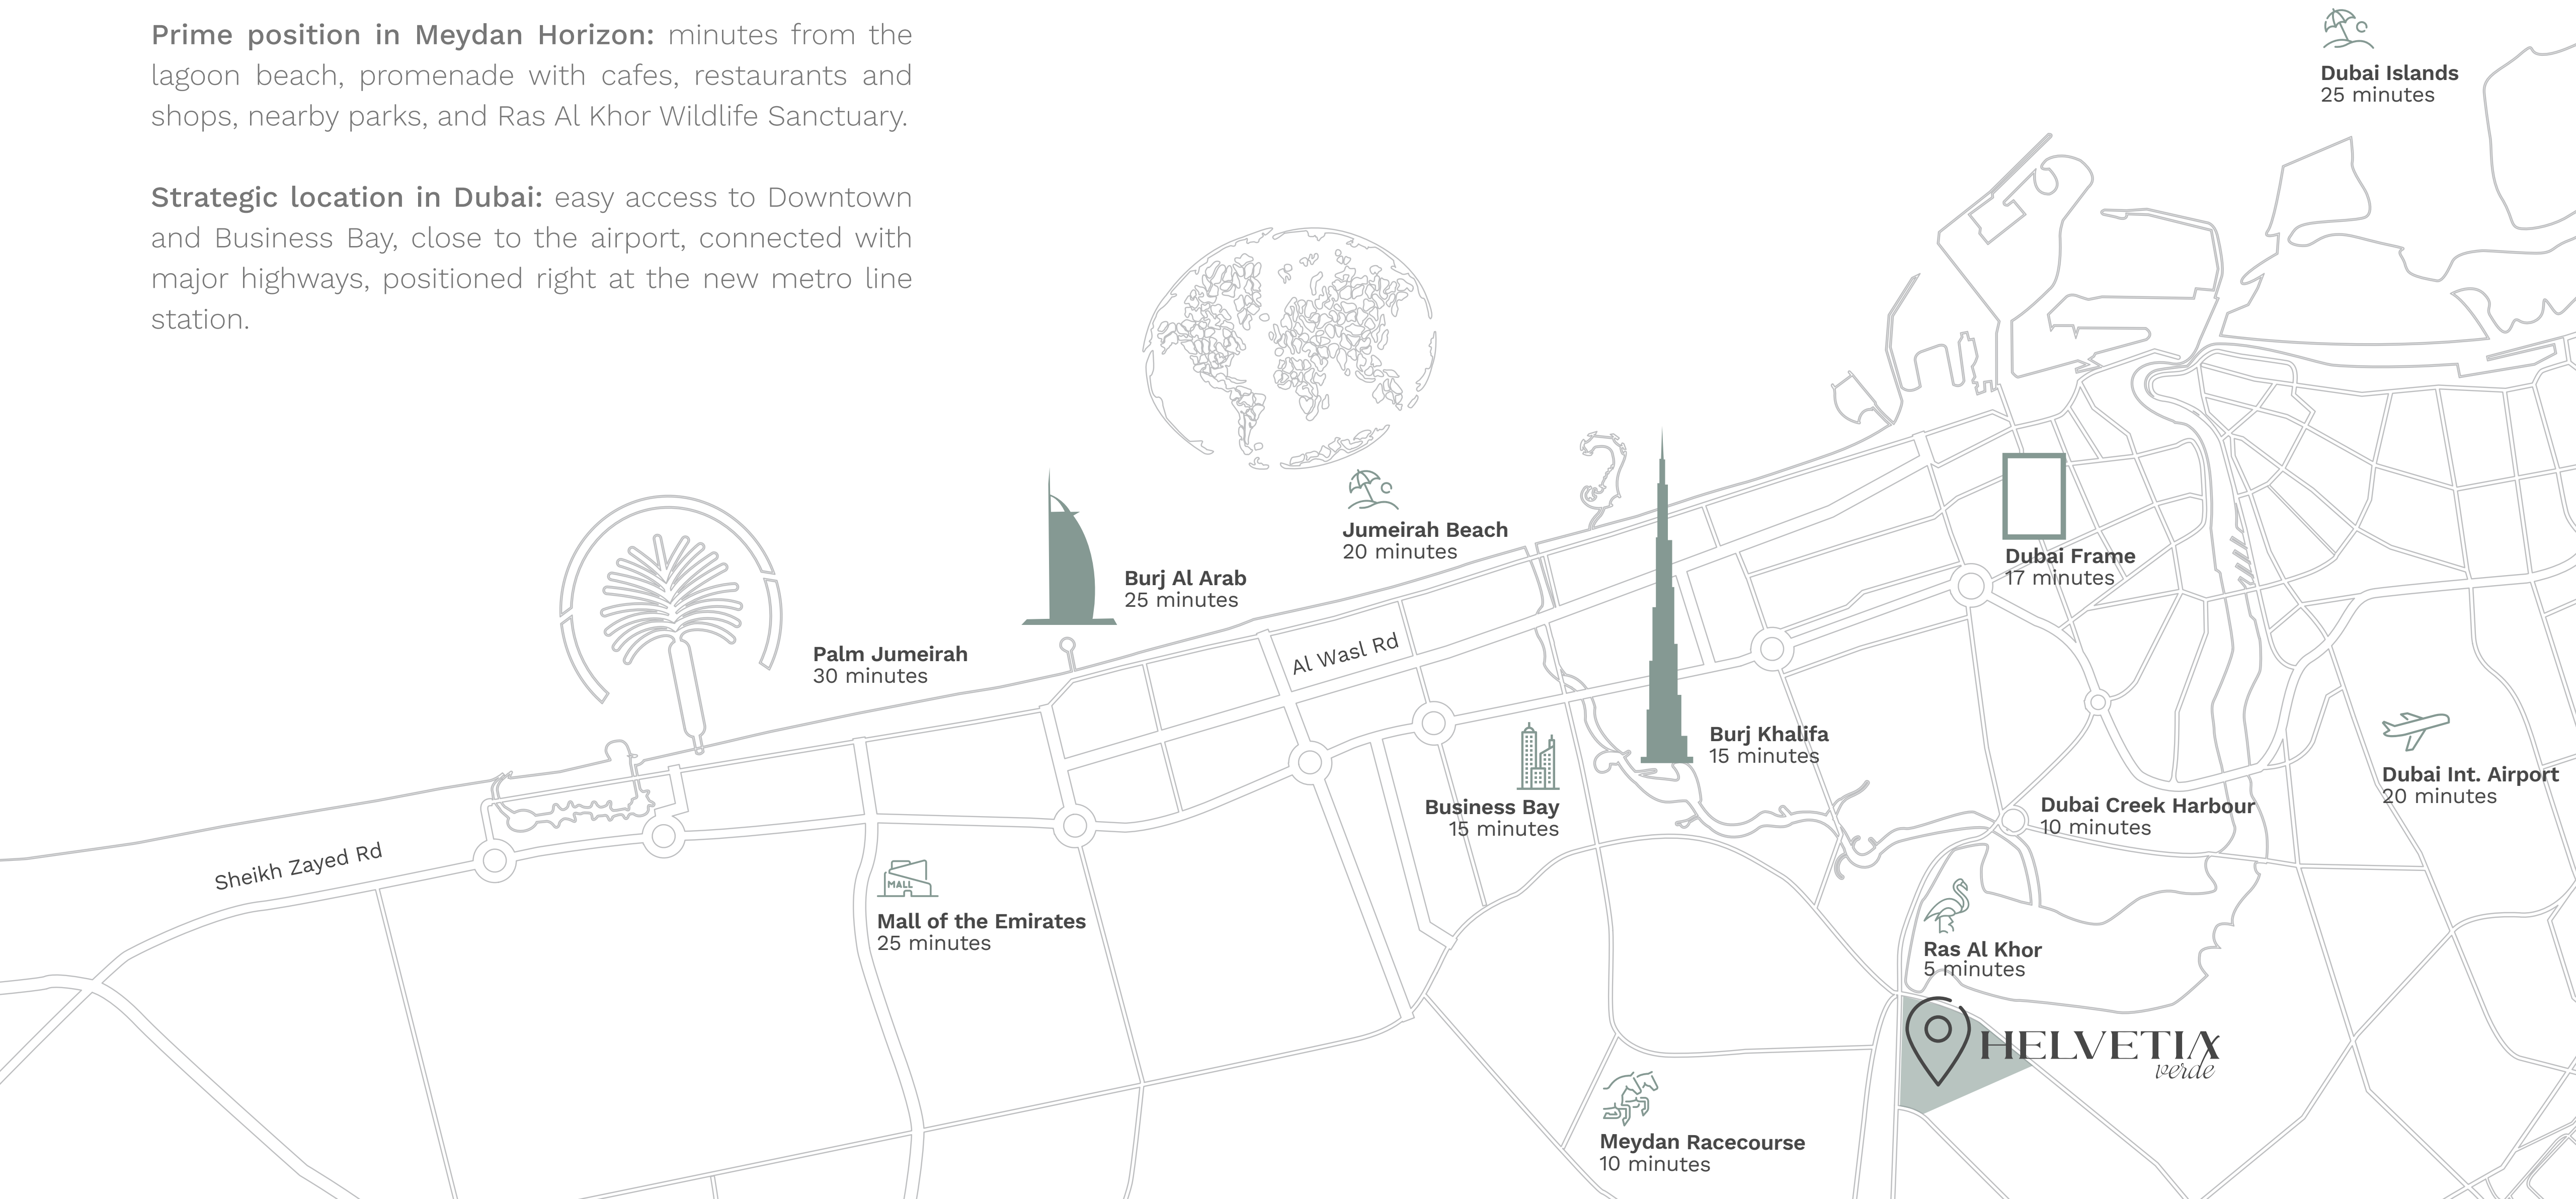 Prime position in Meydan Horizon: minutes from the
lagoon beach, promenade with cafes, restaurants and
shops, nearby parks, and Ras Al Khor Wildlife Sanctuary.
Strategic location in Dubai: easy access to Downtown
and Business Bay, close to the airport, connected with
major highways, positioned right at the new metro line
station.
Dubai Islands
25 minutes
Jumeirah Beach
20 minutes
Dubai Frame
17 minutes
Burj Al Arab
25 minutes
Palm Jumeirah
30 minutes
Al Wasl Rd
Burj Khalifa
15 minutes
Business Bay
15 minutes
Dubai Int. Airport
20 minutes
Dubai Creek Harbour
10 minutes
Sheikh Zayed Rd
MALL
Mall of the Emirates
25 minutes
Ras Al Khor
5 minutes
HELVETIA
verde
Meydan Racecourse
10 minutes